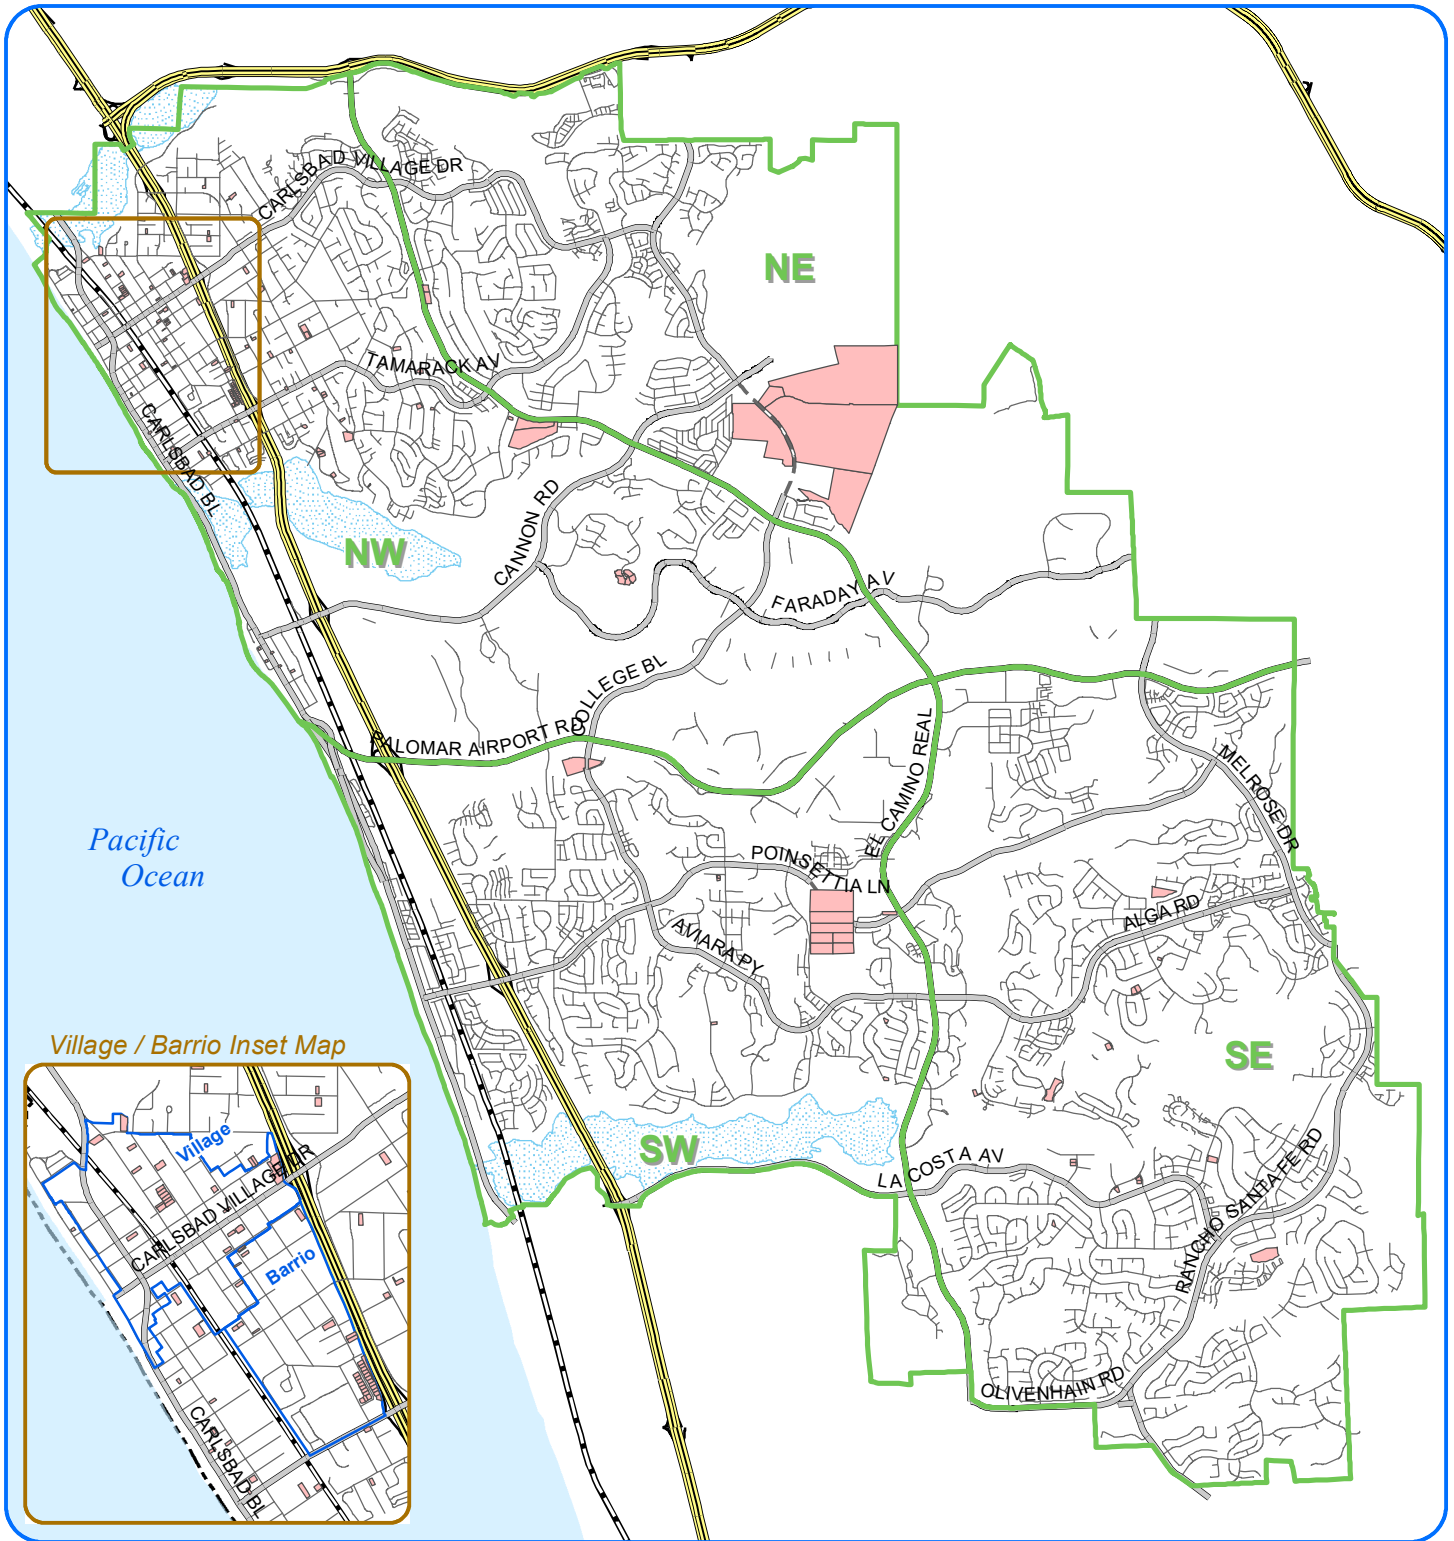 CARLSBAD VILLAGE DR
NE
TAMARACK AV
CARLSBAD BL
CANNON RD
NW
FARADAY AV
COLLEGE BL
PALOMAR AIRPORT RD
EL CAMINO REAL
MELROSE DR
Pacific
Ocean
POINSETTIA LN
ALGA RD
AVIARA PY
SE
Village / Barrio Inset Map
SW
LA COSTA AV
RANCHO SANTA FE RD
OLIVENHAIN RD
Village
CARLSBAD VILLAGE DR
Barrio
CARLSBAD BL